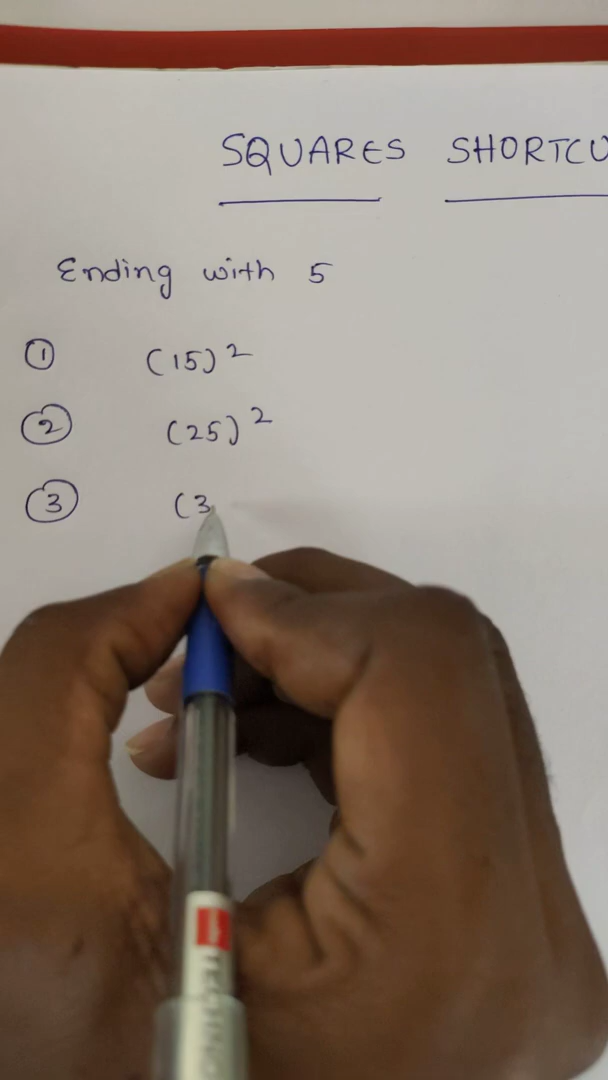 SQUARES SHORTCU
Ending with 5
① (15)²
② (25)²
③ (3